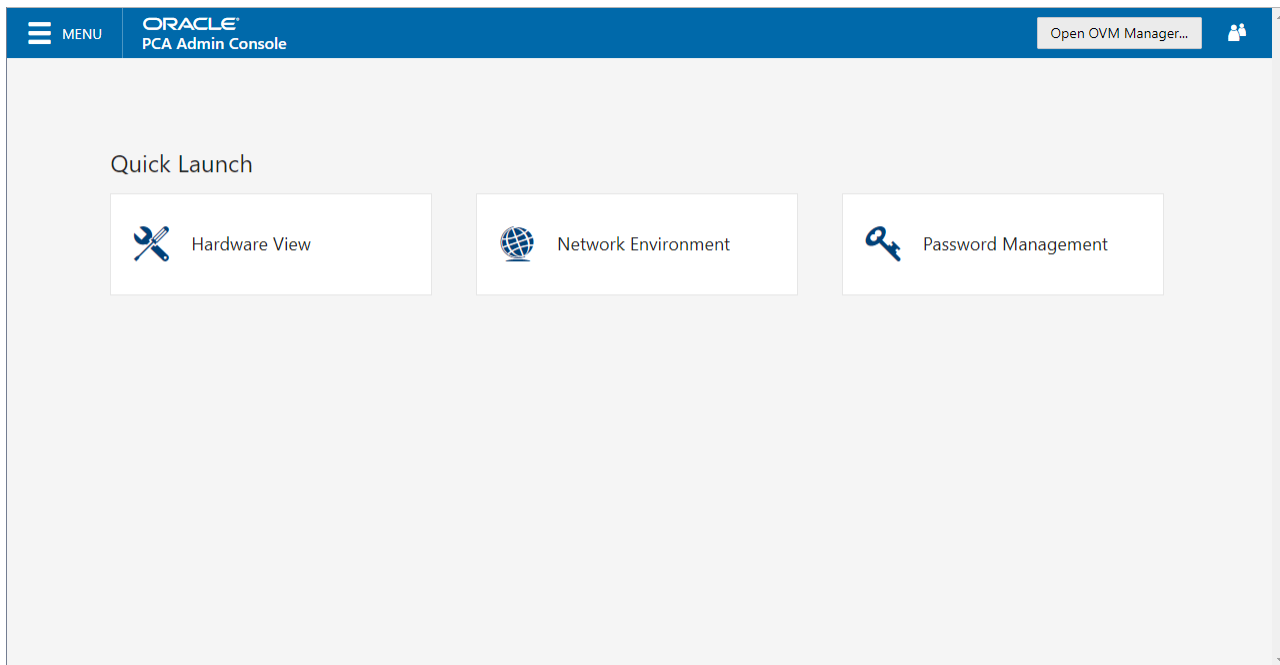 MENU
ORACLE®
PCA Admin Console
Open OVM Manager...
Quick Launch
Hardware View
Network Environment
Password Management